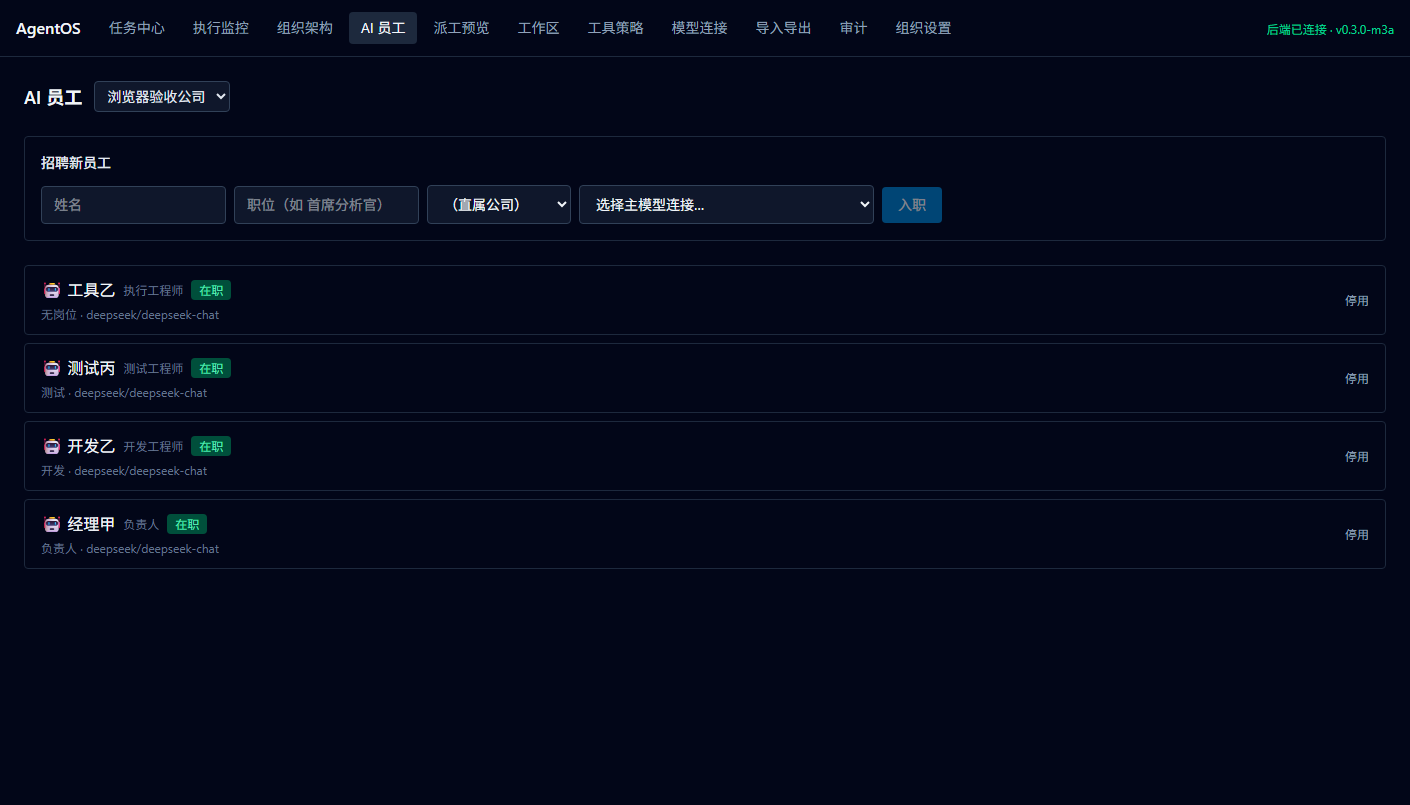 AgentOS 任务中心 执行监控 组织架构 AI 员工 派工预览 工作区 工具策略 模型连接 导入导出 审计 组织设置 后端已连接 · v0.3.0-m3a
AI 员工 浏览器验收公司
招聘新员工
姓名 职位（如 首席分析官） （直属公司） 选择主模型连接... 入职
工具乙 执行工程师 在职
无岗位 · deepseek/deepseek-chat 停用
测试丙 测试工程师 在职
测试 · deepseek/deepseek-chat 停用
开发乙 开发工程师 在职
开发 · deepseek/deepseek-chat 停用
经理甲 负责人 在职
负责人 · deepseek/deepseek-chat 停用